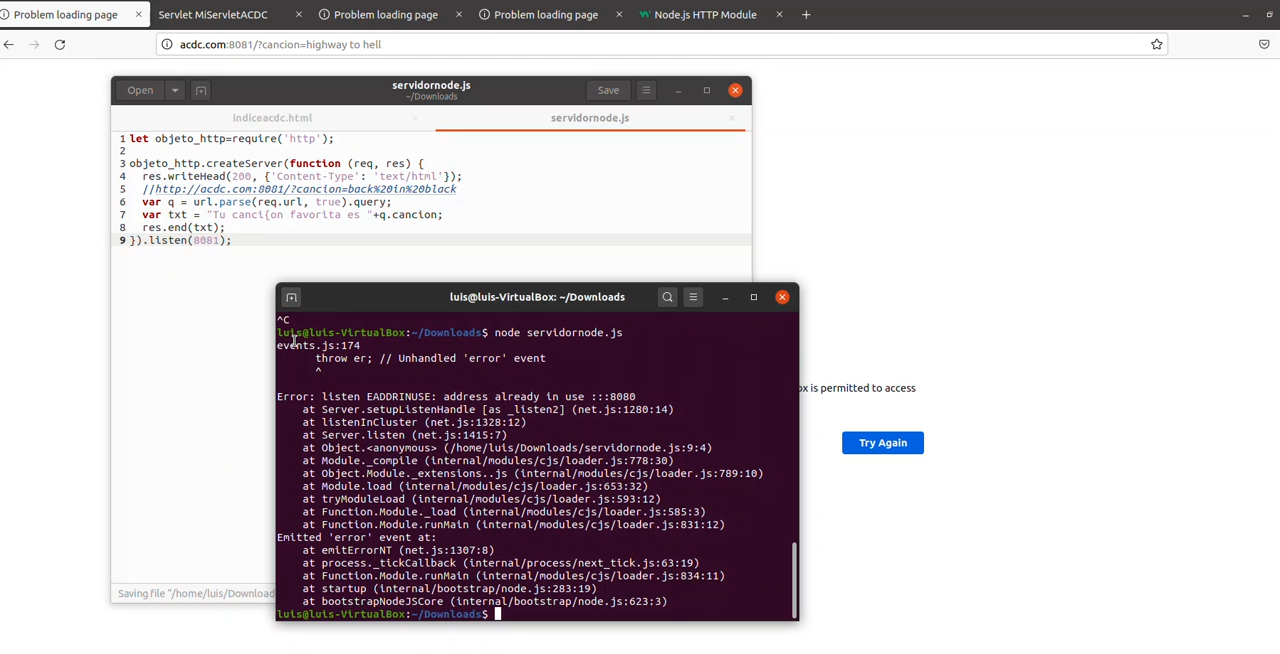 Problem loading page
Servlet MiServletACDC
Problem loading page
Problem loading page
Node.js HTTP Module
acdc.com:8081/?cancion=highway to hell
Open
servidornode.js
~/Downloads
Save
indiceacdc.html
servidornode.js
1 let objeto_http=require('http');
2
3 objeto_http.createServer(function (req, res) {
4 res.writeHead(200, {'Content-Type': 'text/html'});
5 //http://acdc.com:8081/?cancion=back%20in%20black
6 var q = url.parse(req.url, true).query;
7 var txt = "Tu canci{on favorita es "+q.cancion;
8 res.end(txt);
9 }).listen(8081);
luis@luis-VirtualBox: ~/Downloads
^C
luis@luis-VirtualBox:~/Downloads$ node servidornode.js
events.js:174
throw er; // Unhandled 'error' event
^
Error: listen EADDRINUSE: address already in use :::8080
at Server.setupListenHandle [as _listen2] (net.js:1280:14)
at listenInCluster (net.js:1328:12)
at Server.listen (net.js:1415:7)
at Object.<anonymous> (/home/luis/Downloads/servidornode.js:9:4)
at Module._compile (internal/modules/cjs/loader.js:778:30)
at Object.Module._extensions..js (internal/modules/cjs/loader.js:789:10)
at Module.load (internal/modules/cjs/loader.js:653:32)
at tryModuleLoad (internal/modules/cjs/loader.js:593:12)
at Function.Module._load (internal/modules/cjs/loader.js:585:3)
at Function.Module.runMain (internal/modules/cjs/loader.js:831:12)
Emitted 'error' event at:
at emitErrorNT (net.js:1307:8)
at process._tickCallback (internal/process/next_tick.js:63:19)
at Function.Module.runMain (internal/modules/cjs/loader.js:834:11)
at startup (internal/bootstrap/node.js:283:19)
at bootstrapNodeJSCore (internal/bootstrap/node.js:623:3)
luis@luis-VirtualBox:~/Downloads$
ox is permitted to access
Try Again
Saving file "/home/luis/Download